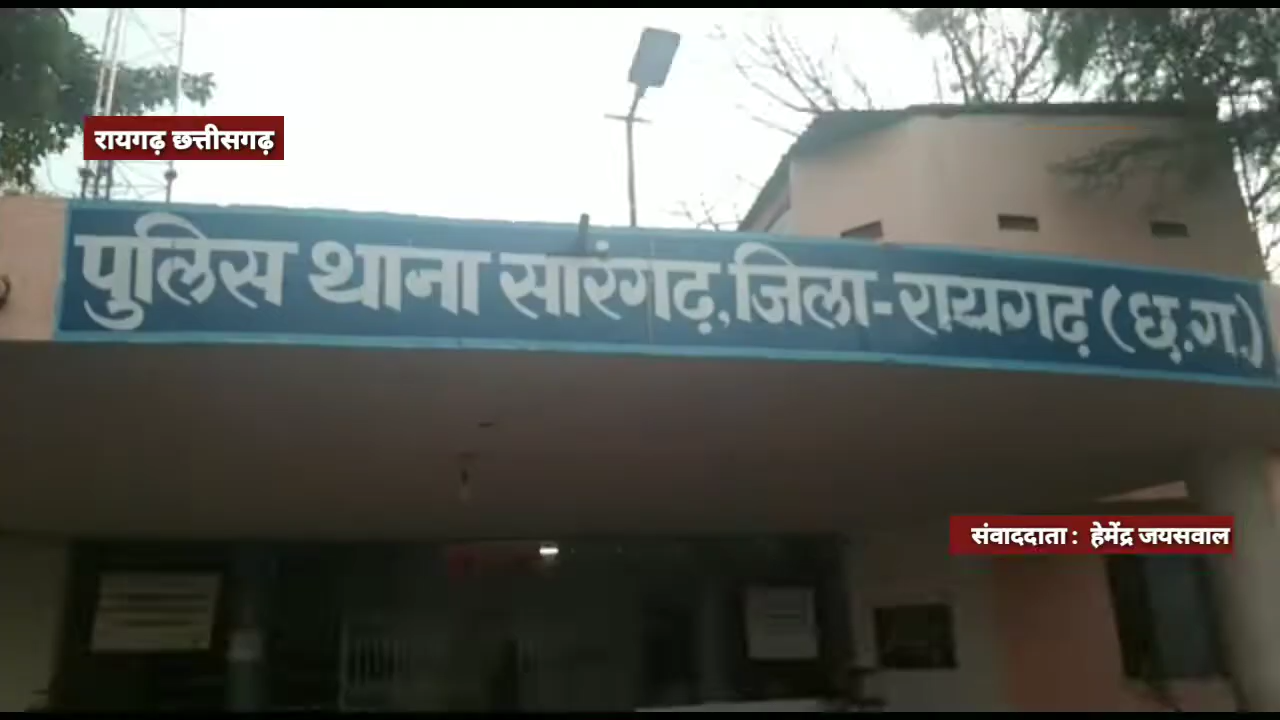 रायगढ़ छत्तीसगढ़
पुलिस थाना सारंगढ़, जिला-रायगढ़ (छ.ग.)
संवाददाता : हेमेंद्र जयसवाल